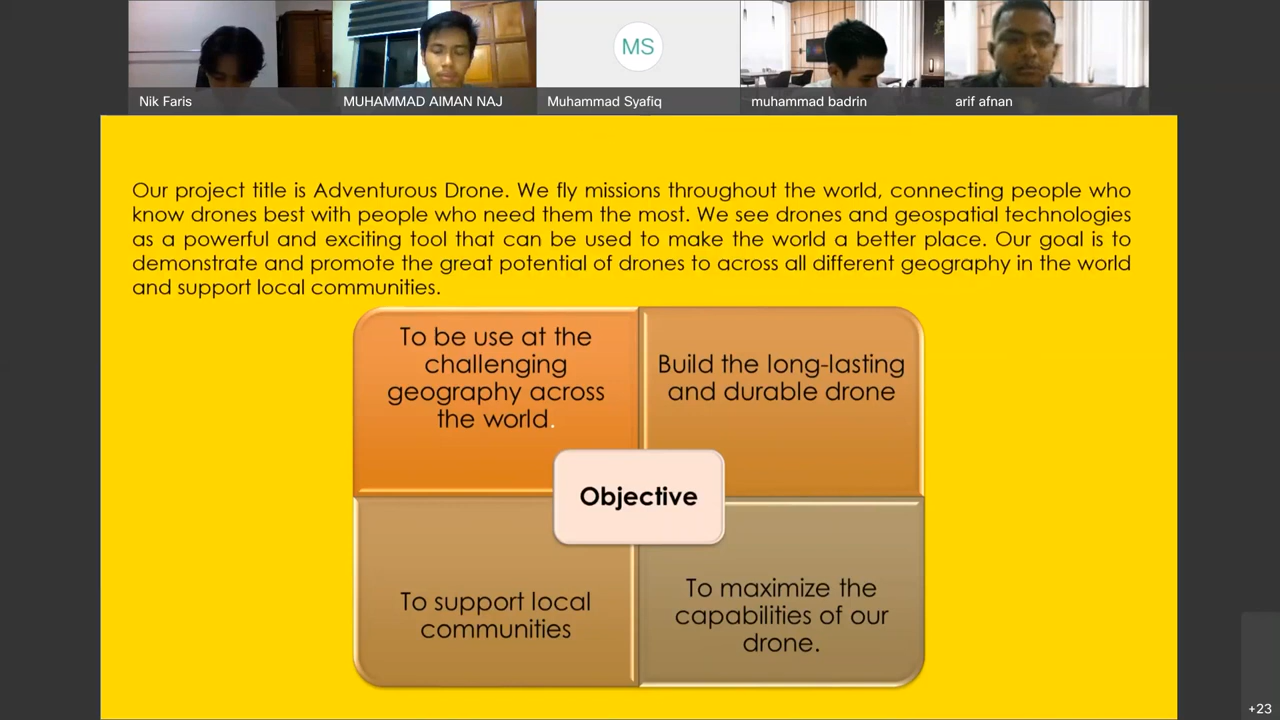 MS
Nik Faris
MUHAMMAD AIMAN NAJ
Muhammad Syafiq
muhammad badrin
arif afnan
Our project title is Adventurous Drone. We fly missions throughout the world, connecting people who
know drones best with people who need them the most. We see drones and geospatial technologies
as a powerful and exciting tool that can be used to make the world a better place. Our goal is to
demonstrate and promote the great potential of drones to across all different geography in the world
and support local communities.
To be use at the
challenging
geography across
the world.
Build the long-lasting
and durable drone
Objective
To support local
communities
To maximize the
capabilities of our
drone.
+23